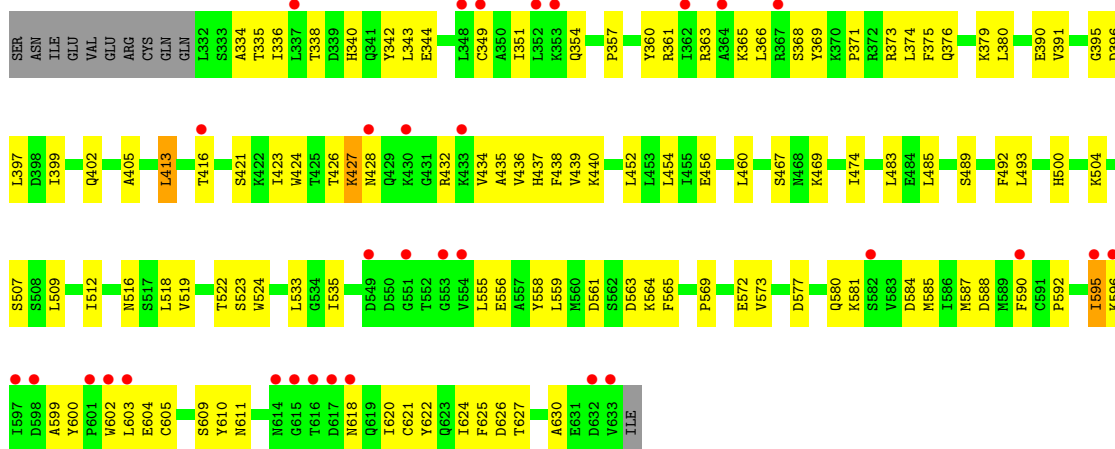 SER ASN ILE GLU VAL GLU ARG CYS GLN GLN L332 S333 A334 T335 I336 L337 T338 D339 H340 Q341 Y342 L343 E344 L348 C349 A350 I351 L352 K353 Q354 P357 Y360 R361 I362 R363 A364 K365 L366 R367 S368 Y369 K370 P371 R372 R373 L374 F375 Q376 K379 L380 E390 V391 G395 D396
L397 D398 I399 Q402 A405 L413 T416 S421 K422 I423 W424 T425 T426 K427 N428 Q429 K430 G431 R432 K433 V434 A435 V436 H437 F438 V439 K440 L452 L453 L454 I455 E456 L460 S467 N468 K469 I474 L483 E484 L485 S489 F492 L493 H500 K504
S507 S508 L509 I512 N516 S517 L518 V519 T522 S523 W524 L533 G534 I535 D549 D550 G551 T552 G553 V554 L555 E556 A557 Y558 L559 M560 D561 S562 D563 K564 F565 P569 E572 V573 D577 Q580 K581 S582 V583 D584 M585 I586 M587 D588 M589 F590 C591 P592 I595 K596
I597 D598 A599 Y600 P601 W602 L603 E604 C605 S609 Y610 N611 N614 G615 T616 D617 N618 Q619 I620 C621 Y622 Q623 I624 F625 D626 T627 A630 E631 D632 V633 ILE